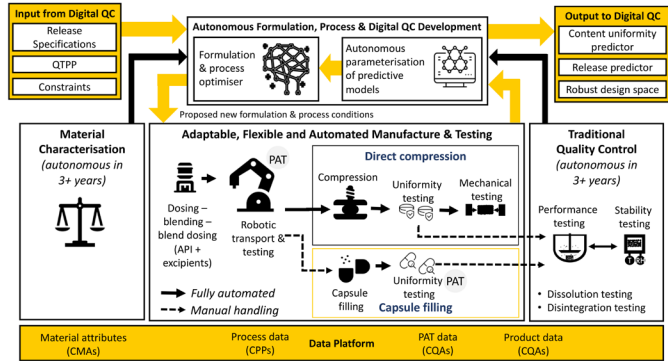 Input from Digital QC
Release
Specifications
QTPP
Constraints
Autonomous Formulation, Process & Digital QC Development
Formulation
& process
optimiser
Autonomous
parameterisation
of predictive
models
Output to Digital QC
Content uniformity
predictor
Release predictor
Robust design space
Proposed new formulation & process conditions
Material
Characterisation
(autonomous in
3+ years)
Adaptable, Flexible and Automated Manufacture & Testing
PAT
Dosing –
blending –
blend dosing
(API +
excipients)
Robotic
transport &
testing
Direct compression
Compression
Uniformity
testing
Mechanical
testing
Capsule
filling
Uniformity
testing
PAT
Capsule filling
Fully automated
Manual handling
Traditional
Quality Control
(autonomous in
3+ years)
Performance
testing
Stability
testing
• Dissolution testing
• Disintegration testing
Material attributes
(CMAs)
Process data
(CPPs)
Data Platform
PAT data
(CQAs)
Product data
(CQAs)